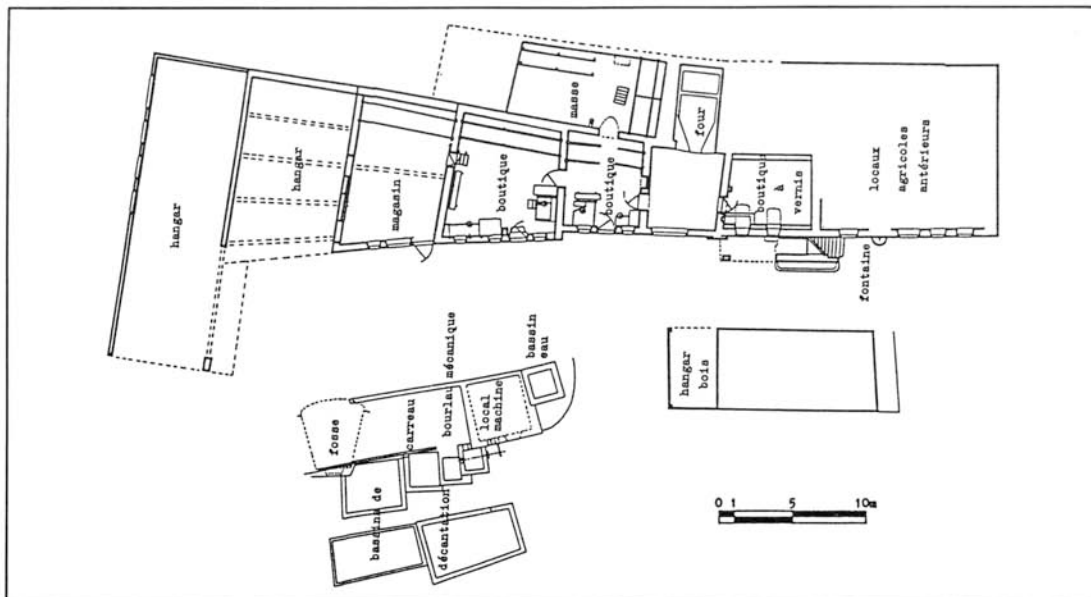 masse
four
hangar
hangar
magasin
boutique
boutique
boutique
à
vernis
locaux
agricoles
antérieurs
fontaine
mécanique
bassin
eau
fosse
carreau
bourlau
local
machine
hangar
bois
bassins de
décantation
0 1 5 10m